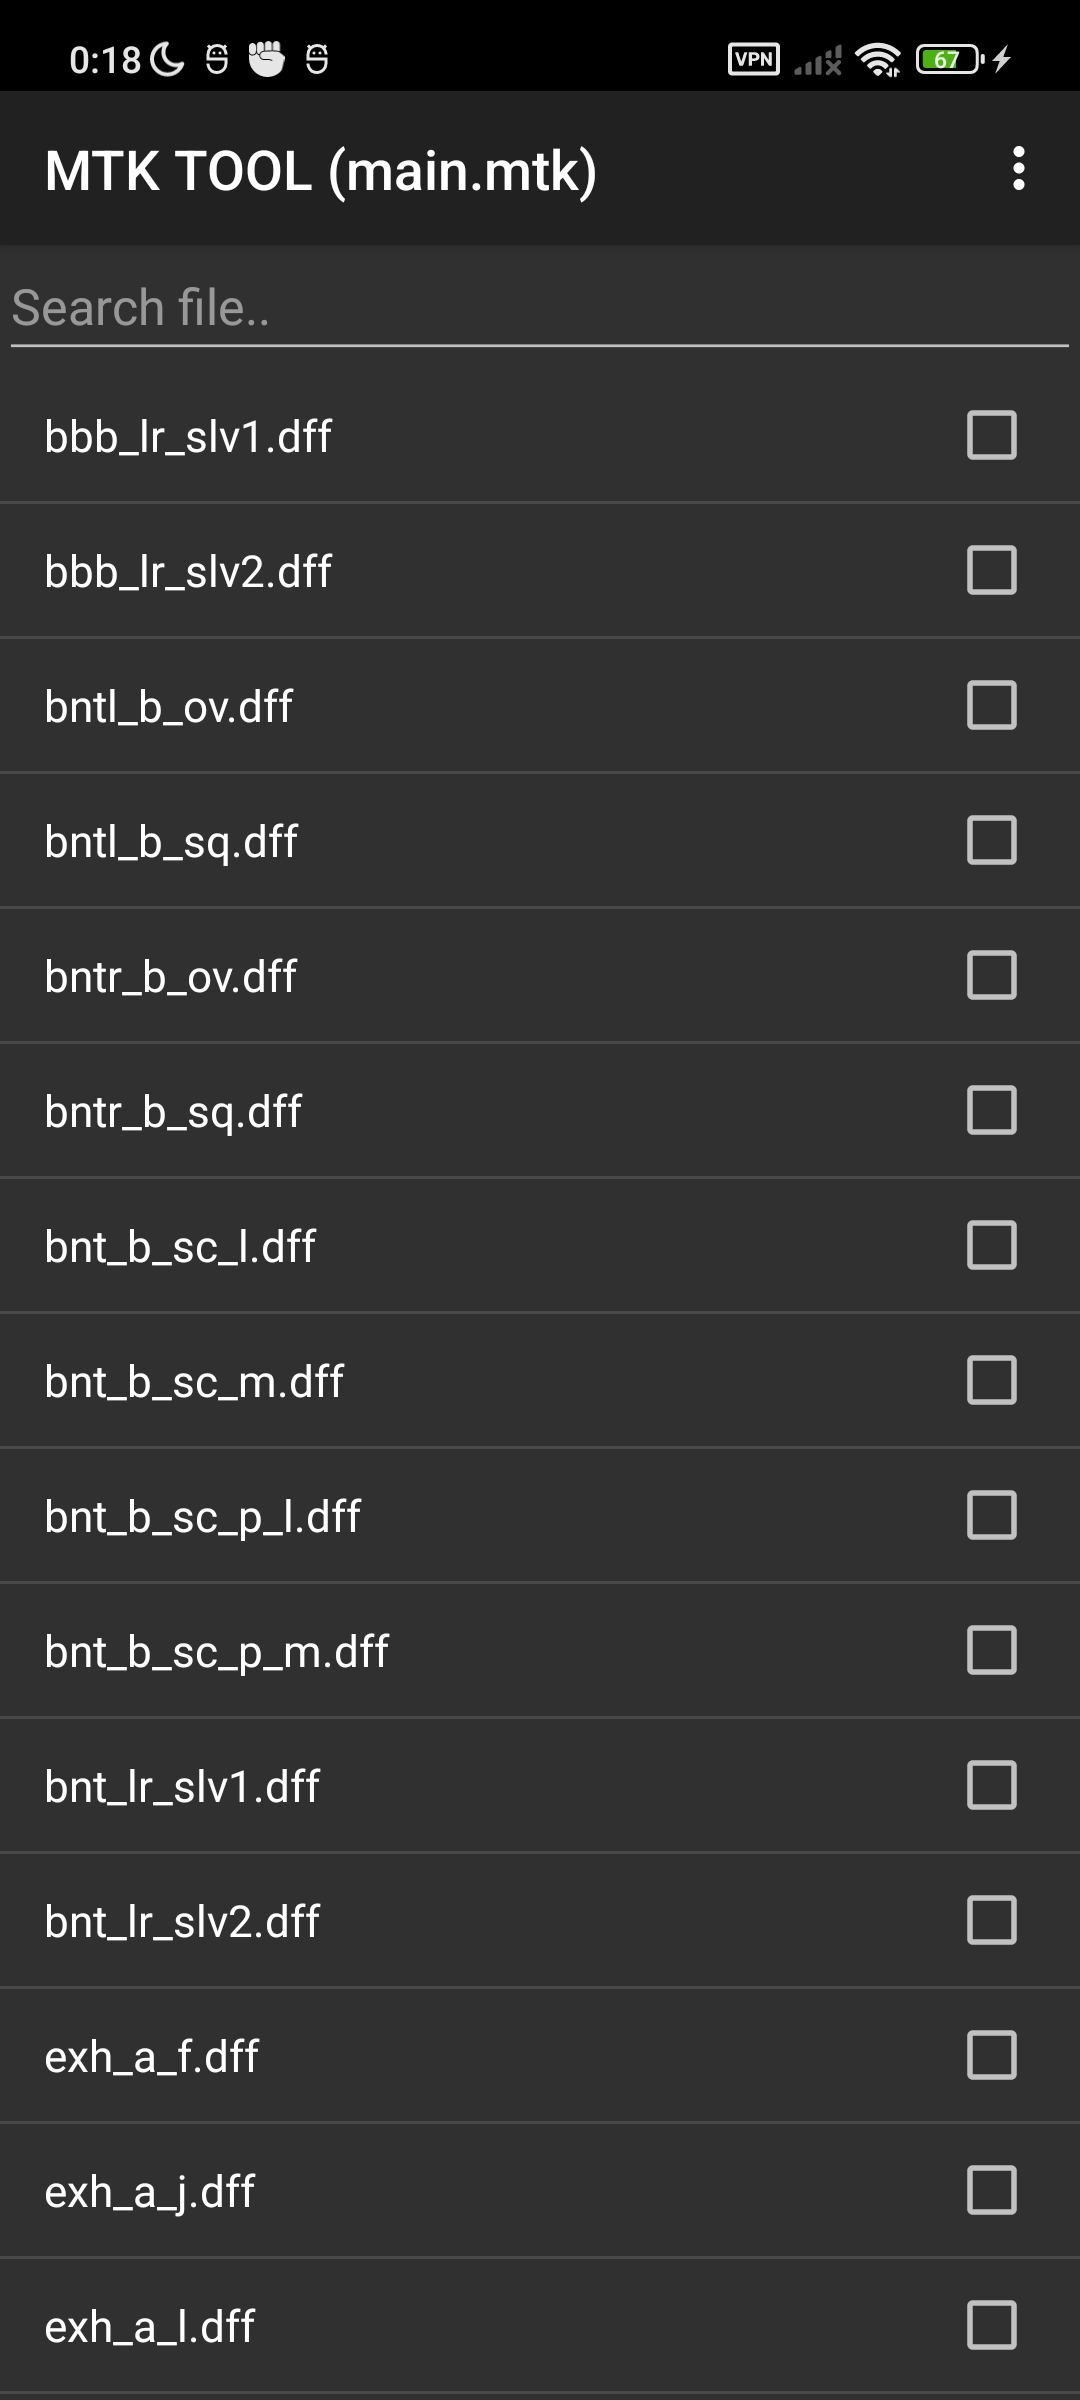 0:18
VPN
67
MTK TOOL (main.mtk)
Search file..
bbb_lr_slv1.dff
bbb_lr_slv2.dff
bntl_b_ov.dff
bntl_b_sq.dff
bntr_b_ov.dff
bntr_b_sq.dff
bnt_b_sc_l.dff
bnt_b_sc_m.dff
bnt_b_sc_p_l.dff
bnt_b_sc_p_m.dff
bnt_lr_slv1.dff
bnt_lr_slv2.dff
exh_a_f.dff
exh_a_j.dff
exh_a_l.dff